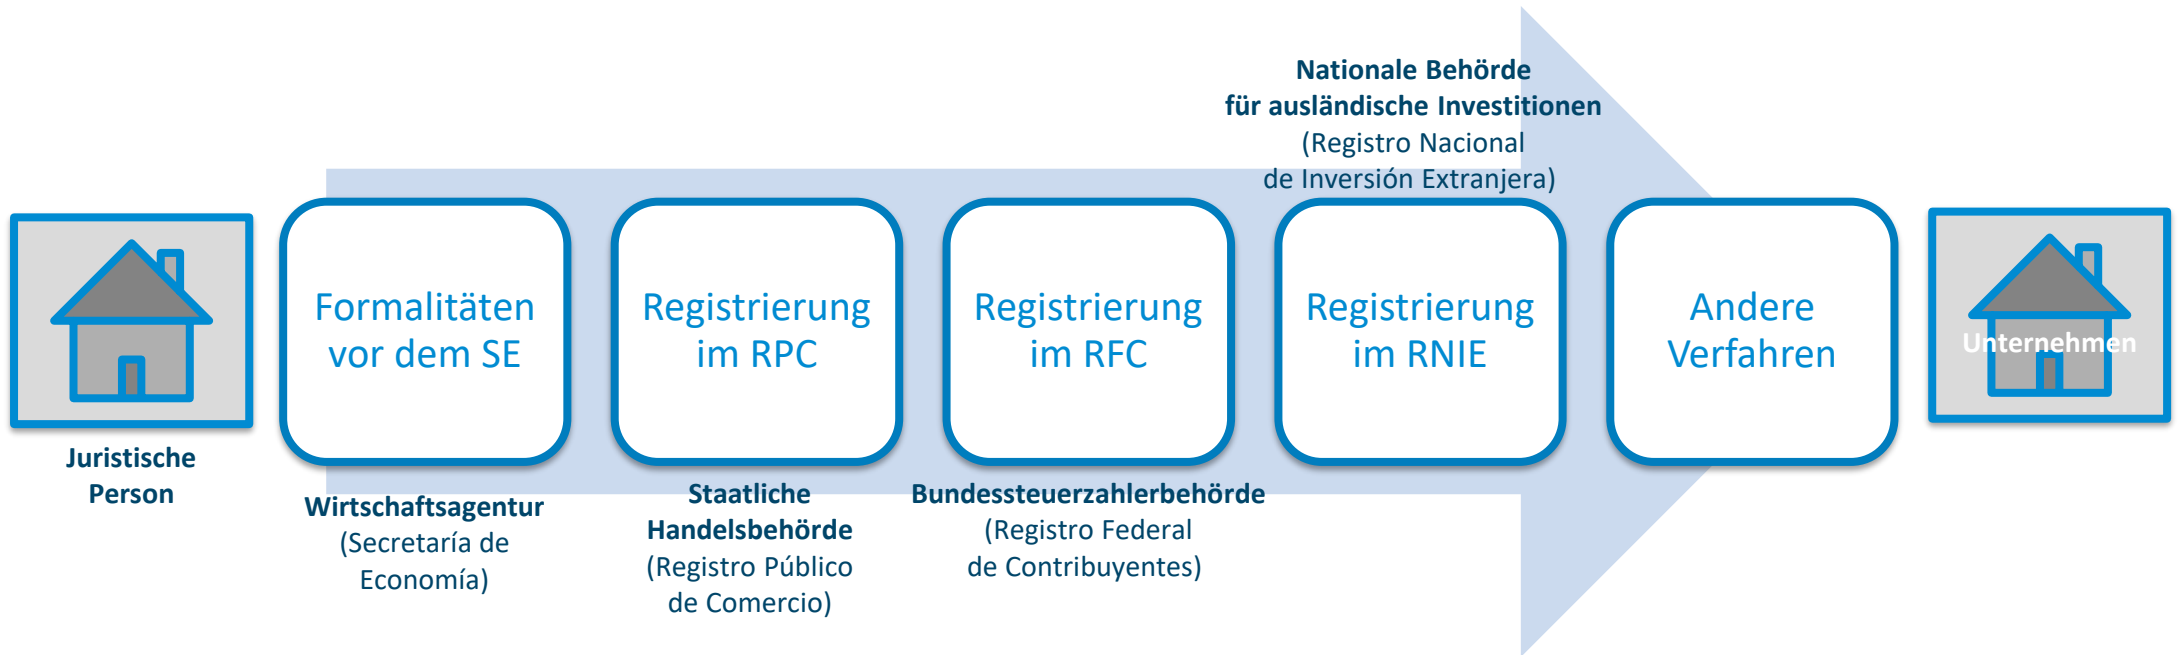 Nationale Behörde
für ausländische Investitionen
(Registro Nacional
de Inversión Extranjera)
Juristische
Person
Formalitäten
vor dem SE
Wirtschaftsagentur
(Secretaría de
Economía)
Registrierung
im RPC
Staatliche
Handelsbehörde
(Registro Público
de Comercio)
Registrierung
im RFC
Bundessteuerzahlerbehörde
(Registro Federal
de Contribuyentes)
Registrierung
im RNIE
Andere
Verfahren
Unternehmen